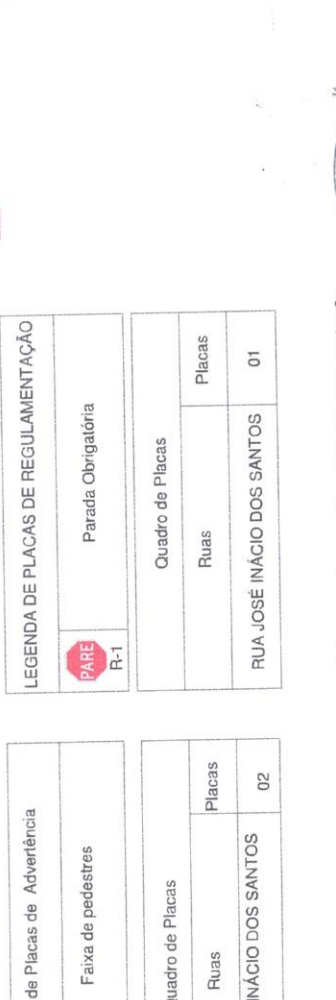 LEGENDA DE PLACAS DE REGULAMENTAÇÃO
PARE
R-1
Parada Obrigatória
Quadro de Placas
Ruas
Placas
RUA JOSÉ INÁCIO DOS SANTOS
01
de Placas de Advertência
Faixa de pedestres
uadro de Placas
Ruas
Placas
INÁCIO DOS SANTOS
02